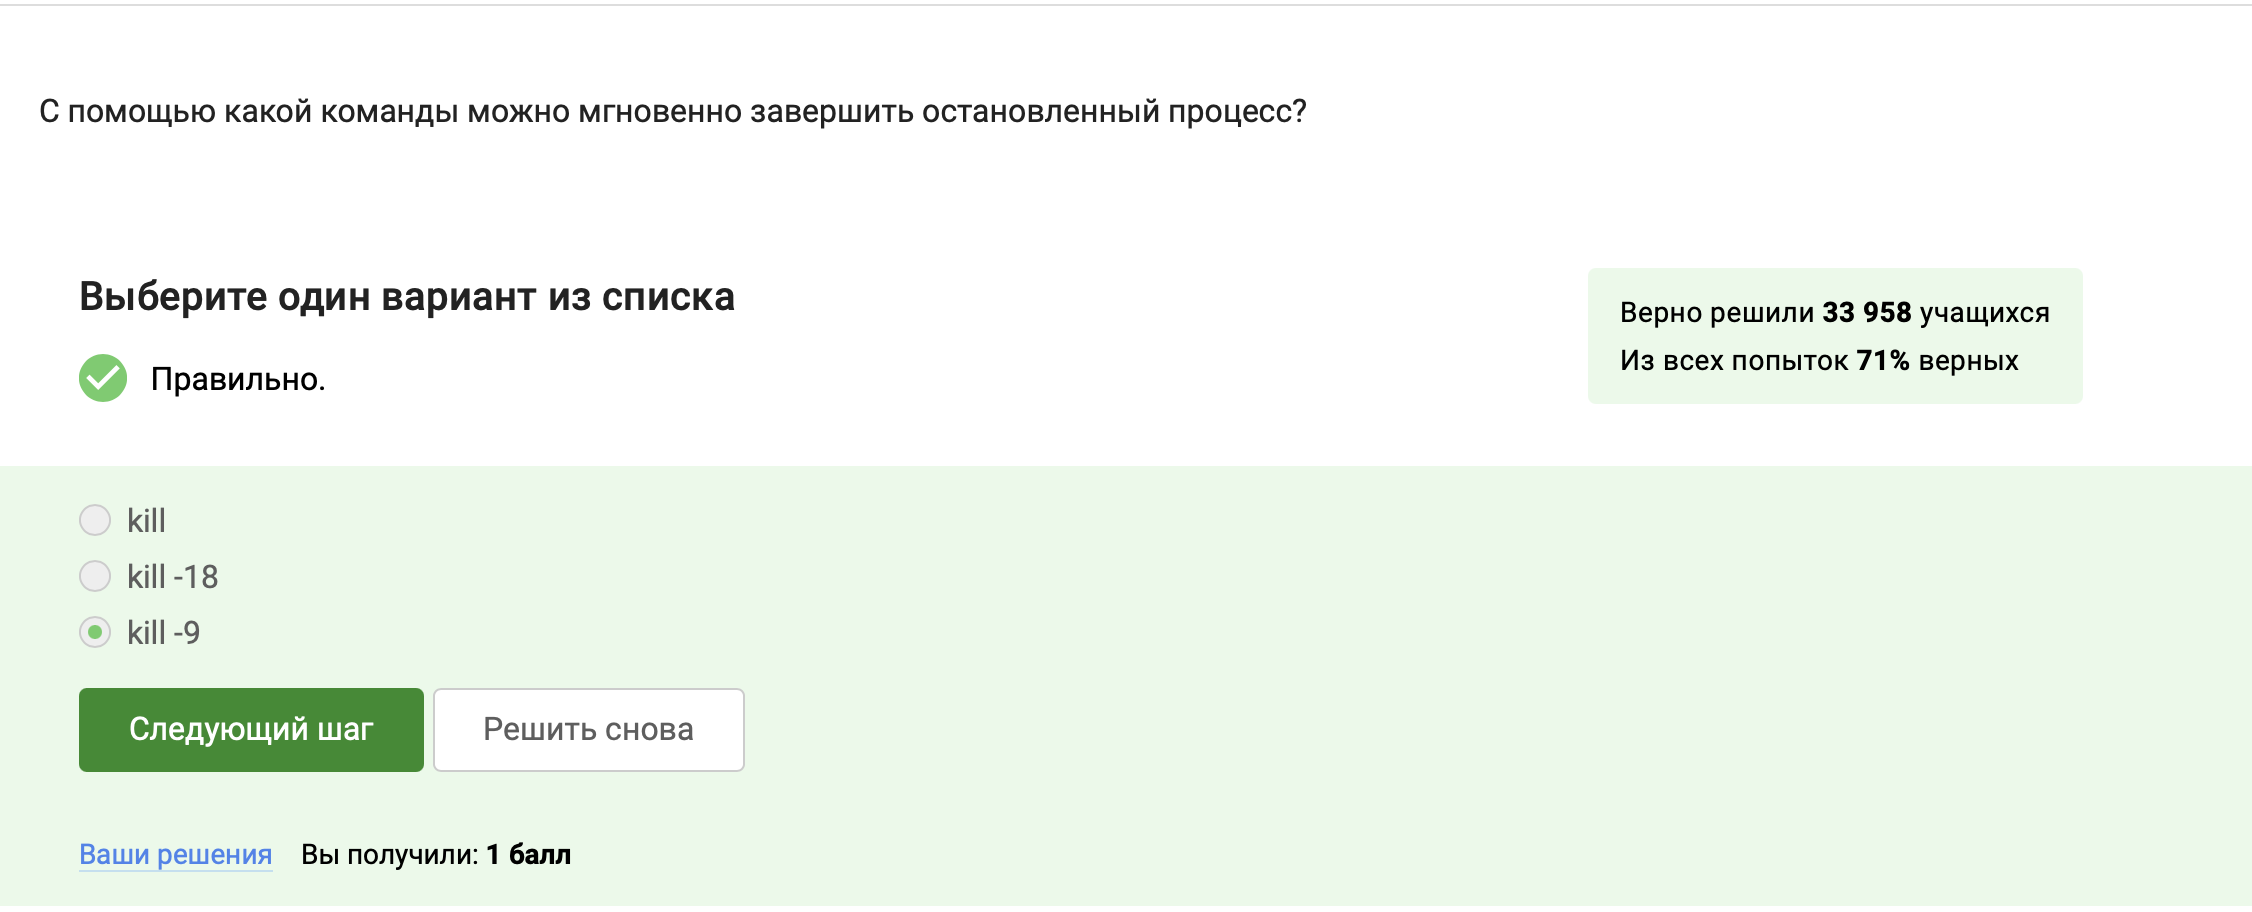 С помощью какой команды можно мгновенно завершить остановленный процесс?
Выберите один вариант из списка
Правильно.
Верно решили 33 958 учащихся
Из всех попыток 71% верных
kill
kill -18
kill -9
Следующий шаг
Решить снова
Ваши решения Вы получили: 1 балл